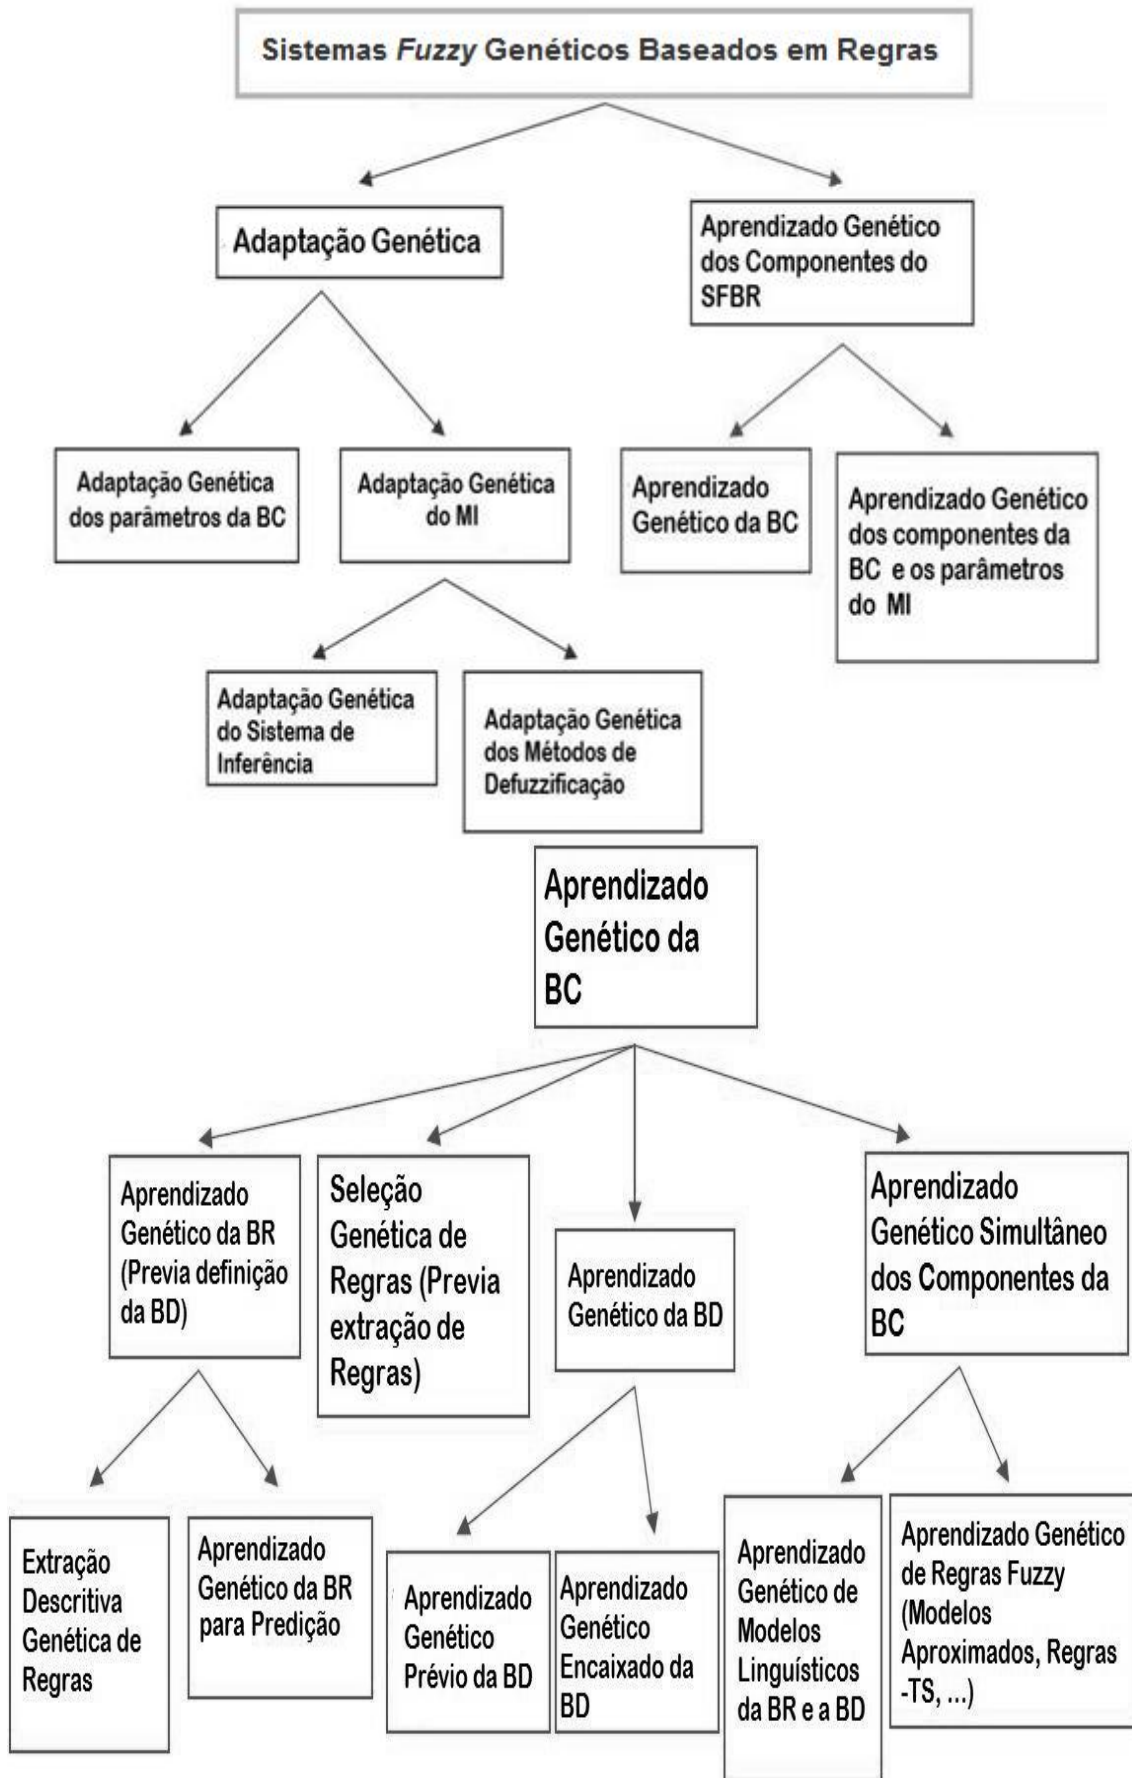 Sistemas Fuzzy Genéticos Baseados em Regras
Adaptação Genética
Aprendizado Genético
dos Componentes do
SFBR
Adaptação Genética
dos parâmetros da BC
Adaptação Genética
do MI
Aprendizado
Genético da BC
Aprendizado Genético
dos componentes da
BC e os parâmetros
do MI
Adaptação Genética
do Sistema de
Inferência
Adaptação Genética
dos Métodos de
Defuzzificação
Aprendizado
Genético da
BC
Aprendizado
Genético da BR
(Previa definição
da BD)
Seleção
Genética de
Regras (Previa
extração de
Regras)
Aprendizado
Genético da BD
Aprendizado
Genético Simultâneo
dos Componentes da
BC
Extração
Descritiva
Genética de
Regras
Aprendizado
Genético da BR
para Predição
Aprendizado
Genético
Prévio da BD
Aprendizado
Genético
Encaixado da
BD
Aprendizado
Genético de
Modelos
Linguísticos
da BR e a BD
Aprendizado Genético
de Regras Fuzzy
(Modelos
Aproximados, Regras
-TS, ...)